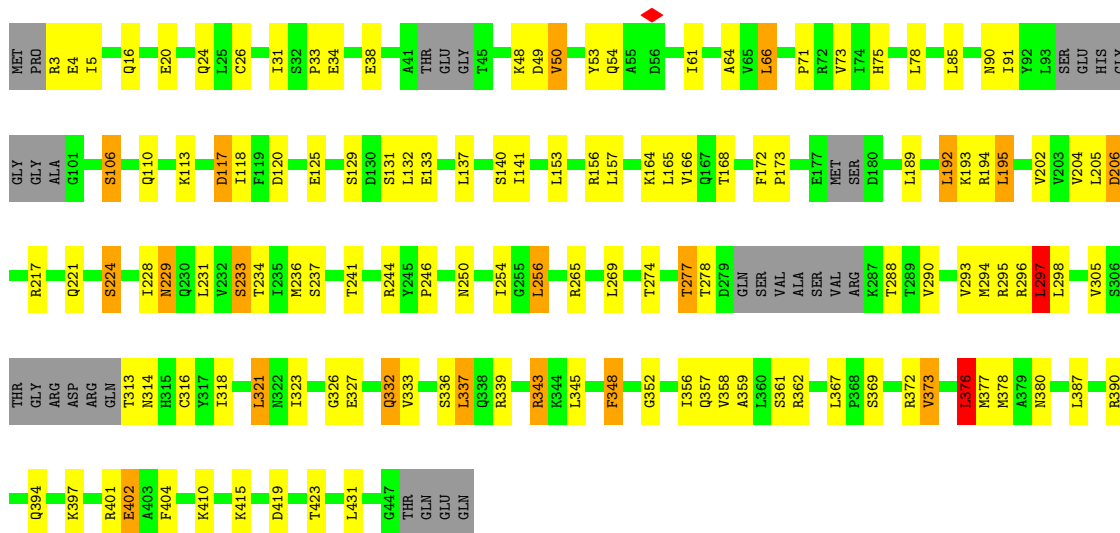 MET PRO R3 E4 I5 Q16 E20 Q24 L25 C26 I31 S32 P33 E34 E38 A41 THR GLU GLY T45 K48 D49 V50 Y53 Q54 A55 D56 I61 A64 V65 L66 P71 R72 V73 I74 H75 L78 L85 N90 I91 Y92 L93 SER GLU HIS GLY
GLY GLY ALA G101 S106 Q110 K113 D117 I118 F119 D120 E125 S129 D130 S131 L132 E133 L137 S140 I141 L153 R156 L157 K164 L165 V166 Q167 T168 F172 P173 E177 MET SER D180 L189 L192 K193 R194 L195 V202 V203 V204 L205 D206
R217 Q221 S224 I228 N229 Q230 L231 V232 S233 T234 I235 M236 S237 T241 R244 Y245 P246 N250 I254 G255 L256 R265 L269 T274 T277 T278 D279 GLN SER VAL ALA SER VAL ARG K287 T288 T289 V290 V293 M294 R295 R296 L297 L298 V305 S306
THR GLY ARG ASP ARG GLN T313 N314 H315 C316 Y317 I318 L321 N322 I323 G326 E327 Q332 V333 S336 L337 Q338 R339 R343 K344 L345 F348 G352 I356 Q357 V358 A359 L360 S361 R362 L367 P368 S369 R372 V373 L376 M377 M378 A379 N380 L387 R390
Q394 K397 R401 E402 A403 F404 K410 K415 D419 T423 L431 G447 THR GLN GLU GLN